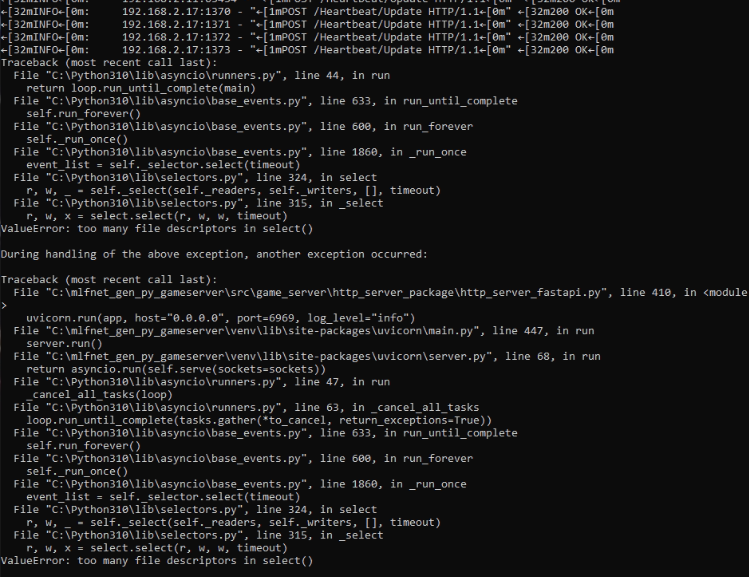 ←[32mINFO←[0m:     192.168.2.17:1370 - "←[1mPOST /Heartbeat/Update HTTP/1.1←[0m" ←[32m200 OK←[0m
←[32mINFO←[0m:     192.168.2.17:1371 - "←[1mPOST /Heartbeat/Update HTTP/1.1←[0m" ←[32m200 OK←[0m
←[32mINFO←[0m:     192.168.2.17:1372 - "←[1mPOST /Heartbeat/Update HTTP/1.1←[0m" ←[32m200 OK←[0m
←[32mINFO←[0m:     192.168.2.17:1373 - "←[1mPOST /Heartbeat/Update HTTP/1.1←[0m" ←[32m200 OK←[0m
Traceback (most recent call last):
  File "C:\Python310\lib\asyncio\runners.py", line 44, in run
    return loop.run_until_complete(main)
  File "C:\Python310\lib\asyncio\base_events.py", line 633, in run_until_complete
    self.run_forever()
  File "C:\Python310\lib\asyncio\base_events.py", line 600, in run_forever
    self._run_once()
  File "C:\Python310\lib\asyncio\base_events.py", line 1860, in _run_once
    event_list = self._selector.select(timeout)
  File "C:\Python310\lib\selectors.py", line 324, in select
    r, w, _ = self._select(self._readers, self._writers, [], timeout)
  File "C:\Python310\lib\selectors.py", line 315, in _select
    r, w, x = select.select(r, w, w, timeout)
ValueError: too many file descriptors in select()

During handling of the above exception, another exception occurred:

Traceback (most recent call last):
  File "C:\mlfnet_gen_py_gameserver\src\game_server\http_server_package\http_server_fastapi.py", line 410, in <module
>
    uvicorn.run(app, host="0.0.0.0", port=6969, log_level="info")
  File "C:\mlfnet_gen_py_gameserver\venv\lib\site-packages\uvicorn\main.py", line 447, in run
    server.run()
  File "C:\mlfnet_gen_py_gameserver\venv\lib\site-packages\uvicorn\server.py", line 68, in run
    return asyncio.run(self.serve(sockets=sockets))
  File "C:\Python310\lib\asyncio\runners.py", line 47, in run
    _cancel_all_tasks(loop)
  File "C:\Python310\lib\asyncio\runners.py", line 63, in _cancel_all_tasks
    loop.run_until_complete(tasks.gather(*to_cancel, return_exceptions=True))
  File "C:\Python310\lib\asyncio\base_events.py", line 633, in run_until_complete
    self.run_forever()
  File "C:\Python310\lib\asyncio\base_events.py", line 600, in run_forever
    self._run_once()
  File "C:\Python310\lib\asyncio\base_events.py", line 1860, in _run_once
    event_list = self._selector.select(timeout)
  File "C:\Python310\lib\selectors.py", line 324, in select
    r, w, _ = self._select(self._readers, self._writers, [], timeout)
  File "C:\Python310\lib\selectors.py", line 315, in _select
    r, w, x = select.select(r, w, w, timeout)
ValueError: too many file descriptors in select()